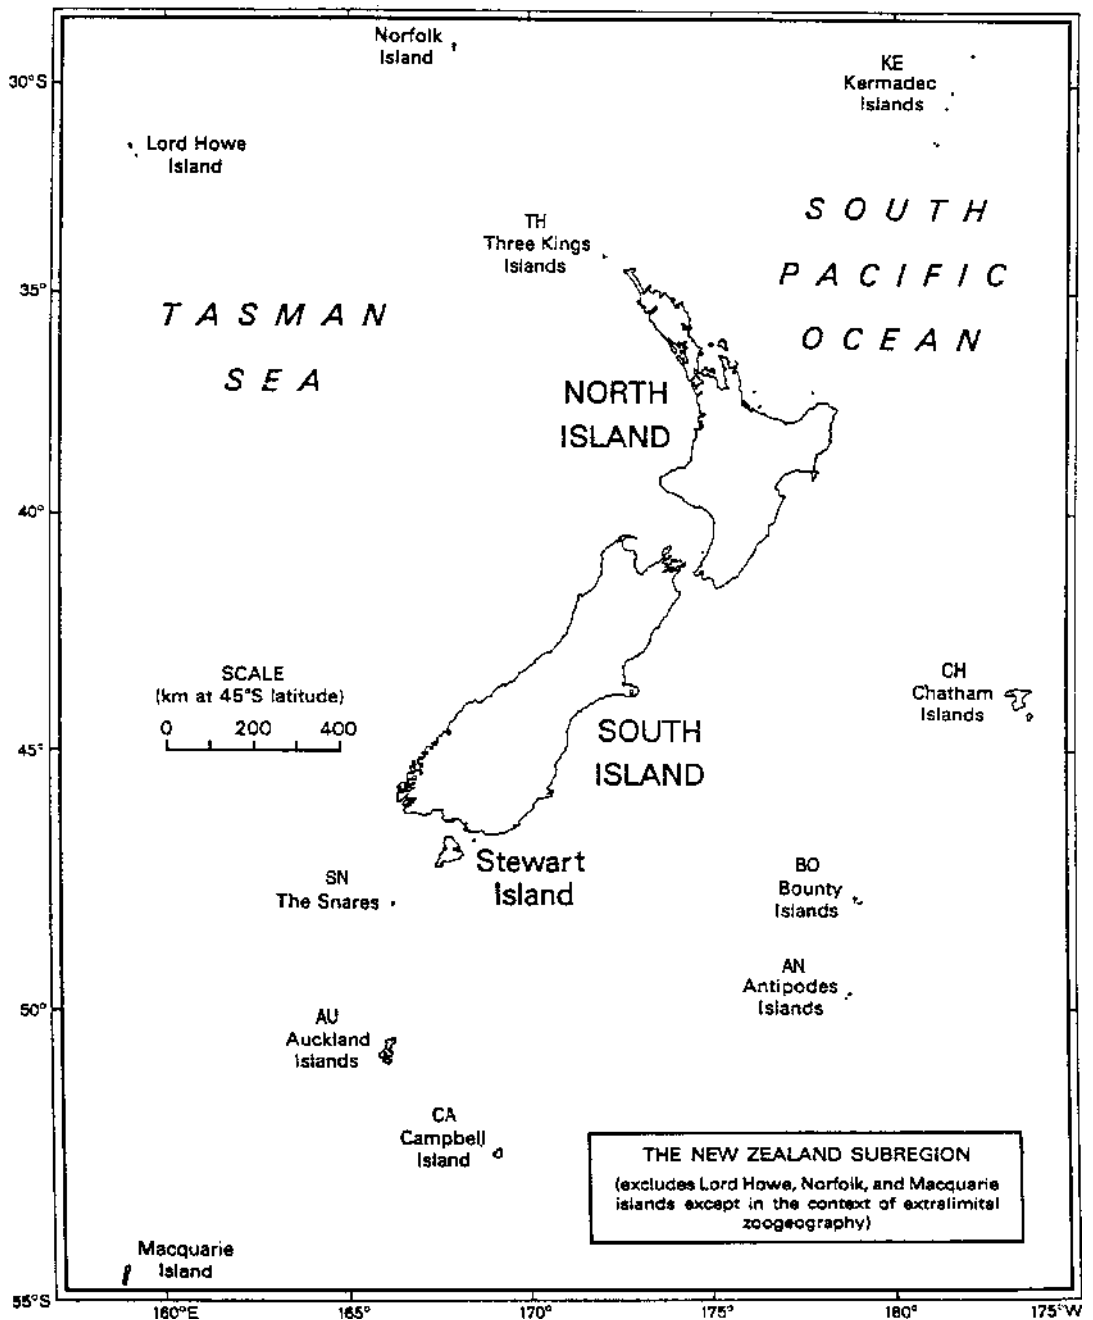 Norfolk
Island
KE
Kermadec
Islands
30°S
Lord Howe
Island
SOUTH
PACIFIC
OCEAN
TH
Three Kings
Islands
35°
TASMAN
SEA
NORTH
ISLAND
40°
SCALE
(km at 45°S latitude)
0 200 400
CH
Chatham
Islands
SOUTH
ISLAND
45°
Stewart
Island
SN
The Snares
BO
Bounty
Islands
AN
Antipodes
Islands
50°
AU
Auckland
Islands
CA
Campbell
Island
THE NEW ZEALAND SUBREGION
(excludes Lord Howe, Norfolk, and Macquarie
islands except in the context of extralimital
zoogeography)
Macquarie
Island
55°S
160°E 165° 170° 175° 180° 175°W